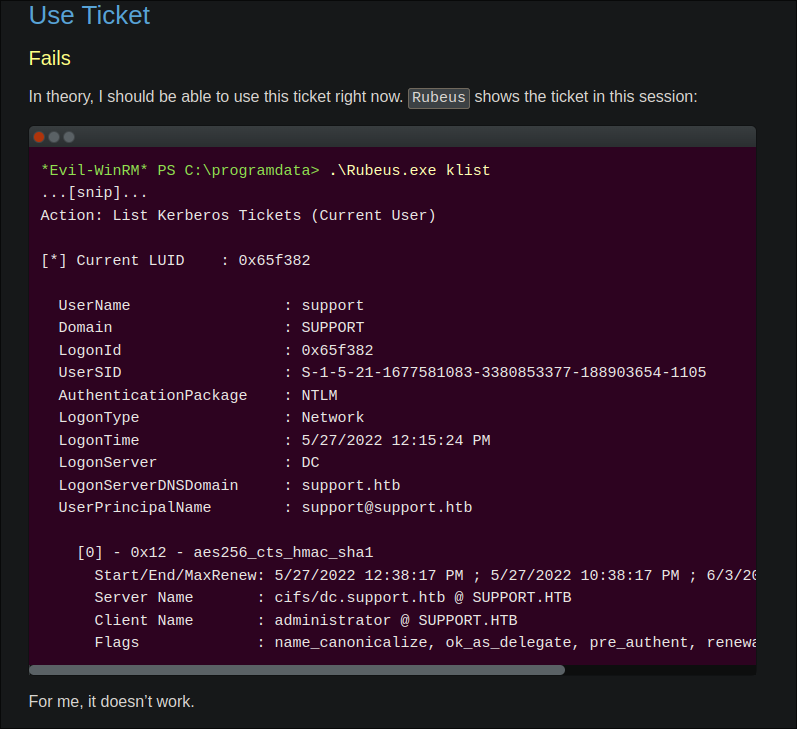 Use Ticket
Fails
In theory, I should be able to use this ticket right now. Rubeus shows the ticket in this session:
*Evil-WinRM* PS C:\programdata> .\Rubeus.exe klist
...[snip]...
Action: List Kerberos Tickets (Current User)
[*] Current LUID    : 0x65f382
UserName                 : support
Domain                   : SUPPORT
LogonId                  : 0x65f382
UserSID                  : S-1-5-21-1677581083-3380853377-188903654-1105
AuthenticationPackage    : NTLM
LogonType                : Network
LogonTime                : 5/27/2022 12:15:24 PM
LogonServer              : DC
LogonServerDNSDomain     : support.htb
UserPrincipalName        : support@support.htb
[0] - 0x12 - aes256_cts_hmac_sha1
Start/End/MaxRenew: 5/27/2022 12:38:17 PM ; 5/27/2022 10:38:17 PM ; 6/3/20
Server Name       : cifs/dc.support.htb @ SUPPORT.HTB
Client Name       : administrator @ SUPPORT.HTB
Flags             : name_canonicalize, ok_as_delegate, pre_authent, renewa
For me, it doesn’t work.